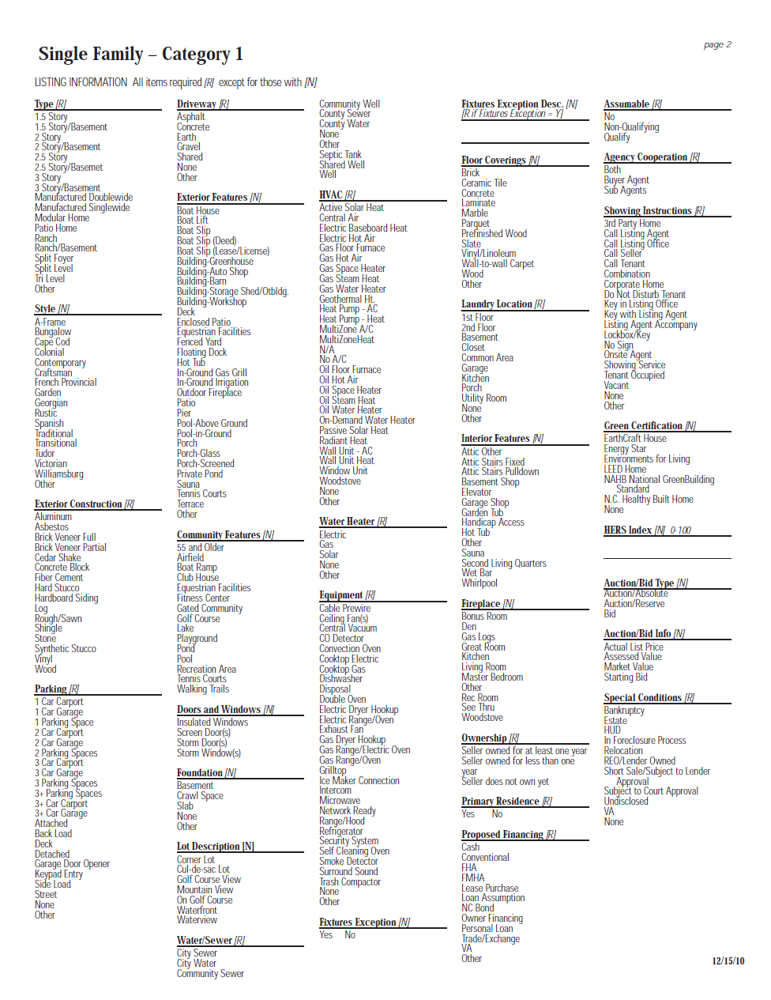 page 2
Single Family – Category 1
LISTING INFORMATION All items required [R] except for those with [N]
Type [R]
1.5 Story
1.5 Story/Basement
2 Story
2 Story/Basement
2.5 Story
2.5 Story/Basemet
3 Story
3 Story/Basement
Manufactured Doublewide
Manufactured Singlewide
Modular Home
Patio Home
Ranch
Ranch/Basement
Split Foyer
Split Level
Tri Level
Other
Style [N]
A-Frame
Bungalow
Cape Cod
Colonial
Contemporary
Craftsman
French Provincial
Garden
Georgian
Rustic
Spanish
Traditional
Transitional
Tudor
Victorian
Williamsburg
Other
Exterior Construction [R]
Aluminum
Asbestos
Brick Veneer Full
Brick Veneer Partial
Cedar Shake
Concrete Block
Fiber Cement
Hard Stucco
Hardboard Siding
Log
Rough/Sawn
Shingle
Stone
Synthetic Stucco
Vinyl
Wood
Parking [R]
1 Car Carport
1 Car Garage
1 Parking Space
2 Car Carport
2 Car Garage
2 Parking Spaces
3 Car Carport
3 Car Garage
3 Parking Spaces
3+ Parking Spaces
3+ Car Carport
3+ Car Garage
Attached
Back Load
Deck
Detached
Garage Door Opener
Keypad Entry
Side Load
Street
None
Other
Driveway [R]
Asphalt
Concrete
Earth
Gravel
Shared
None
Other
Exterior Features [N]
Boat House
Boat Lift
Boat Slip
Boat Slip (Deed)
Boat Slip (Lease/License)
Building-Greenhouse
Building-Auto Shop
Building-Barn
Building-Storage Shed/Otbldg.
Building-Workshop
Deck
Enclosed Patio
Equestrian Facilities
Fenced Yard
Floating Dock
Hot Tub
In-Ground Gas Grill
In-Ground Irrigation
Outdoor Fireplace
Patio
Pier
Pool-Above Ground
Pool-in-Ground
Porch
Porch-Glass
Porch-Screened
Private Pond
Sauna
Tennis Courts
Terrace
Other
Community Features [N]
55 and Older
Airfield
Boat Ramp
Club House
Equestrian Facilities
Fitness Center
Gated Community
Golf Course
Lake
Playground
Pond
Pool
Recreation Area
Tennis Courts
Walking Trails
Doors and Windows [N]
Insulated Windows
Screen Door(s)
Storm Door(s)
Storm Window(s)
Foundation [N]
Basement
Crawl Space
Slab
None
Other
Lot Description [N]
Corner Lot
Cul-de-sac Lot
Golf Course View
Mountain View
On Golf Course
Waterfront
Waterview
Water/Sewer [R]
City Sewer
City Water
Community Sewer
Community Well
County Sewer
County Water
None
Other
Septic Tank
Shared Well
Well
HVAC [R]
Active Solar Heat
Central Air
Electric Baseboard Heat
Electric Hot Air
Gas Floor Furnace
Gas Hot Air
Gas Space Heater
Gas Steam Heat
Gas Water Heater
Geothermal Ht.
Heat Pump - AC
Heat Pump - Heat
MultiZone A/C
MultiZoneHeat
N/A
No A/C
Oil Floor Furnace
Oil Hot Air
Oil Space Heater
Oil Steam Heat
Oil Water Heater
On-Demand Water Heater
Passive Solar Heat
Radiant Heat
Wall Unit - AC
Wall Unit Heat
Window Unit
Woodstove
None
Other
Water Heater [R]
Electric
Gas
Solar
None
Other
Equipment [R]
Cable Prewire
Ceiling Fan(s)
Central Vacuum
CO Detector
Convection Oven
Cooktop Electric
Cooktop Gas
Dishwasher
Disposal
Double Oven
Electric Dryer Hookup
Electric Range/Oven
Exhaust Fan
Gas Dryer Hookup
Gas Range/Electric Oven
Gas Range/Oven
Grilltop
Ice Maker Connection
Intercom
Microwave
Network Ready
Range/Hood
Refrigerator
Security System
Self Cleaning Oven
Smoke Detector
Surround Sound
Trash Compactor
None
Other
Fixtures Exception [N]
Yes No
Fixtures Exception Desc. [N]
[R if Fixtures Exception = Y]
Floor Coverings [N]
Brick
Ceramic Tile
Concrete
Laminate
Marble
Parquet
Prefinished Wood
Slate
Vinyl/Linoleum
Wall-to-wall Carpet
Wood
Other
Laundry Location [R]
1st Floor
2nd Floor
Basement
Closet
Common Area
Garage
Kitchen
Porch
Utility Room
None
Other
Interior Features [N]
Attic Other
Attic Stairs Fixed
Attic Stairs Pulldown
Basement Shop
Elevator
Garage Shop
Garden Tub
Handicap Access
Hot Tub
Other
Sauna
Second Living Quarters
Wet Bar
Whirlpool
Fireplace [N]
Bonus Room
Den
Gas Logs
Great Room
Kitchen
Living Room
Master Bedroom
Other
Rec Room
See Thru
Woodstove
Ownership [R]
Seller owned for at least one year
Seller owned for less than one
year
Seller does not own yet
Primary Residence [R]
Yes No
Proposed Financing [R]
Cash
Conventional
FHA
FMHA
Lease Purchase
Loan Assumption
NC Bond
Owner Financing
Personal Loan
Trade/Exchange
VA
Other
Assumable [R]
No
Non-Qualifying
Qualify
Agency Cooperation [R]
Both
Buyer Agent
Sub Agents
Showing Instructions [R]
3rd Party Home
Call Listing Agent
Call Listing Office
Call Seller
Call Tenant
Combination
Corporate Home
Do Not Disturb Tenant
Key in Listing Office
Key with Listing Agent
Listing Agent Accompany
Lockbox/Key
No Sign
Onsite Agent
Showing Service
Tenant Occupied
Vacant
None
Other
Green Certification [N]
EarthCraft House
Energy Star
Environments for Living
LEED Home
NAHB National GreenBuilding
Standard
N.C. Healthy Built Home
None
HERS Index [N] 0-100
Auction/Bid Type [N]
Auction/Absolute
Auction/Reserve
Bid
Auction/Bid Info [N]
Actual List Price
Assessed Value
Market Value
Starting Bid
Special Conditions [R]
Bankruptcy
Estate
HUD
In Foreclosure Process
Relocation
REO/Lender Owned
Short Sale/Subject to Lender
Approval
Subject to Court Approval
Undisclosed
VA
None
12/15/10